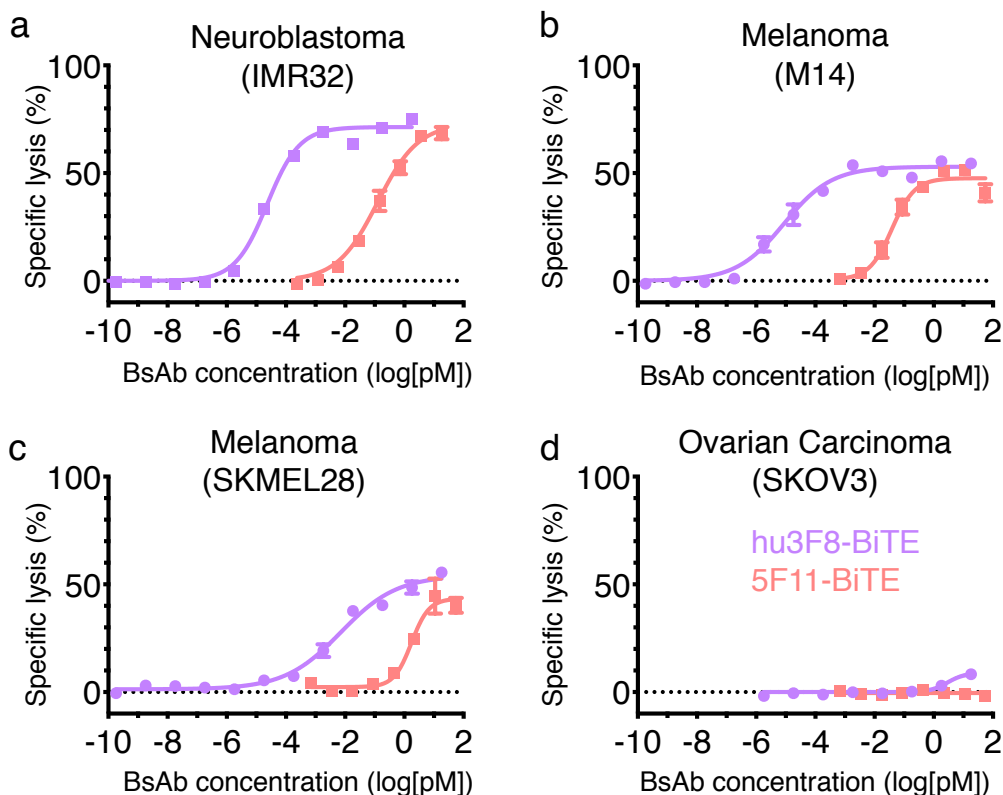 a
Neuroblastoma
(IMR32)
100
50
0
Specific lysis (%)
-10 -8 -6 -4 -2 0 2
BsAb concentration (log[pM])
b
Melanoma
(M14)
100
50
0
Specific lysis (%)
-10 -8 -6 -4 -2 0 2
BsAb concentration (log[pM])
c
Melanoma
(SKMEL28)
100
50
0
Specific lysis (%)
-10 -8 -6 -4 -2 0 2
BsAb concentration (log[pM])
d
Ovarian Carcinoma
(SKOV3)
100
50
0
Specific lysis (%)
hu3F8-BiTE
5F11-BiTE
-10 -8 -6 -4 -2 0 2
BsAb concentration (log[pM])